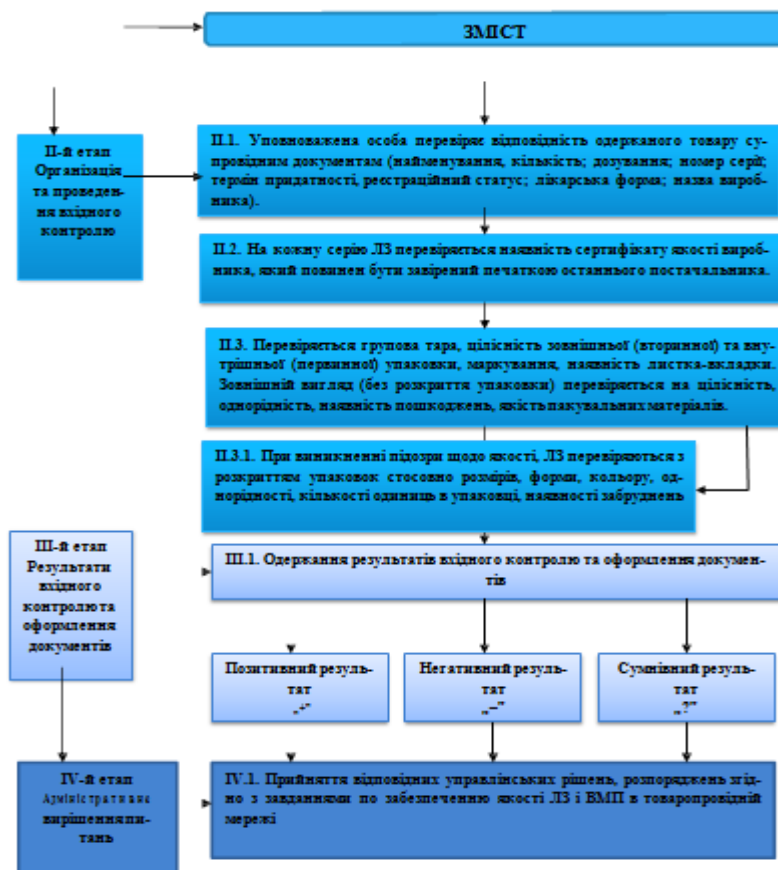 ЗМІСТ
ІІ-й етап
Організація
та проведен-
ня вхідного
контролю
ІІ.1. Уповноважена особа перевіряє відповідність одержаного товару су-
провідним документам (найменування, кількість; дозування; номер серії;
термін придатності, реєстраційний статус; лікарська форма; назва вироб-
ника).
ІІ.2. На кожну серію ЛЗ перевіряється наявність сертифікату якості вироб-
ника, який повинен бути завірений печаткою останнього постачальника.
ІІ.3. Перевіряється групова тара, цілісність зовнішньої (вторинної) та вну-
трішньої (первинної) упаковки, маркування, наявність листка-вкладки.
Зовнішній вигляд (без розкриття упаковки) перевіряється на цілісність,
однорідність, наявність пошкоджень, якість пакувальних матеріалів.
ІІ.3.1. При виникненні підозри щодо якості, ЛЗ перевіряються з
розкриттям упаковок стосовно розмірів, форми, кольору, од-
норідності, кількості одиниць в упаковці, наявності забруднень
ІІІ-й етап
Результати
вхідного
контролю та
оформлення
документів
ІІІ.1. Одержання результатів вхідного контролю та оформлення докумен-
тів
Позитивний резуль-
тат
„+"
Негативний резуль-
тат
„–"
Сумнівний резуль-
тат
„?"
IV-й етап
Адміністративне
вирішення пи-
тань
IV.1. Прийняття відповідних управлінських рішень, розпоряджень згід-
но з завданнями по забезпеченню якості ЛЗ і ВМП в товаропровідній
мережі